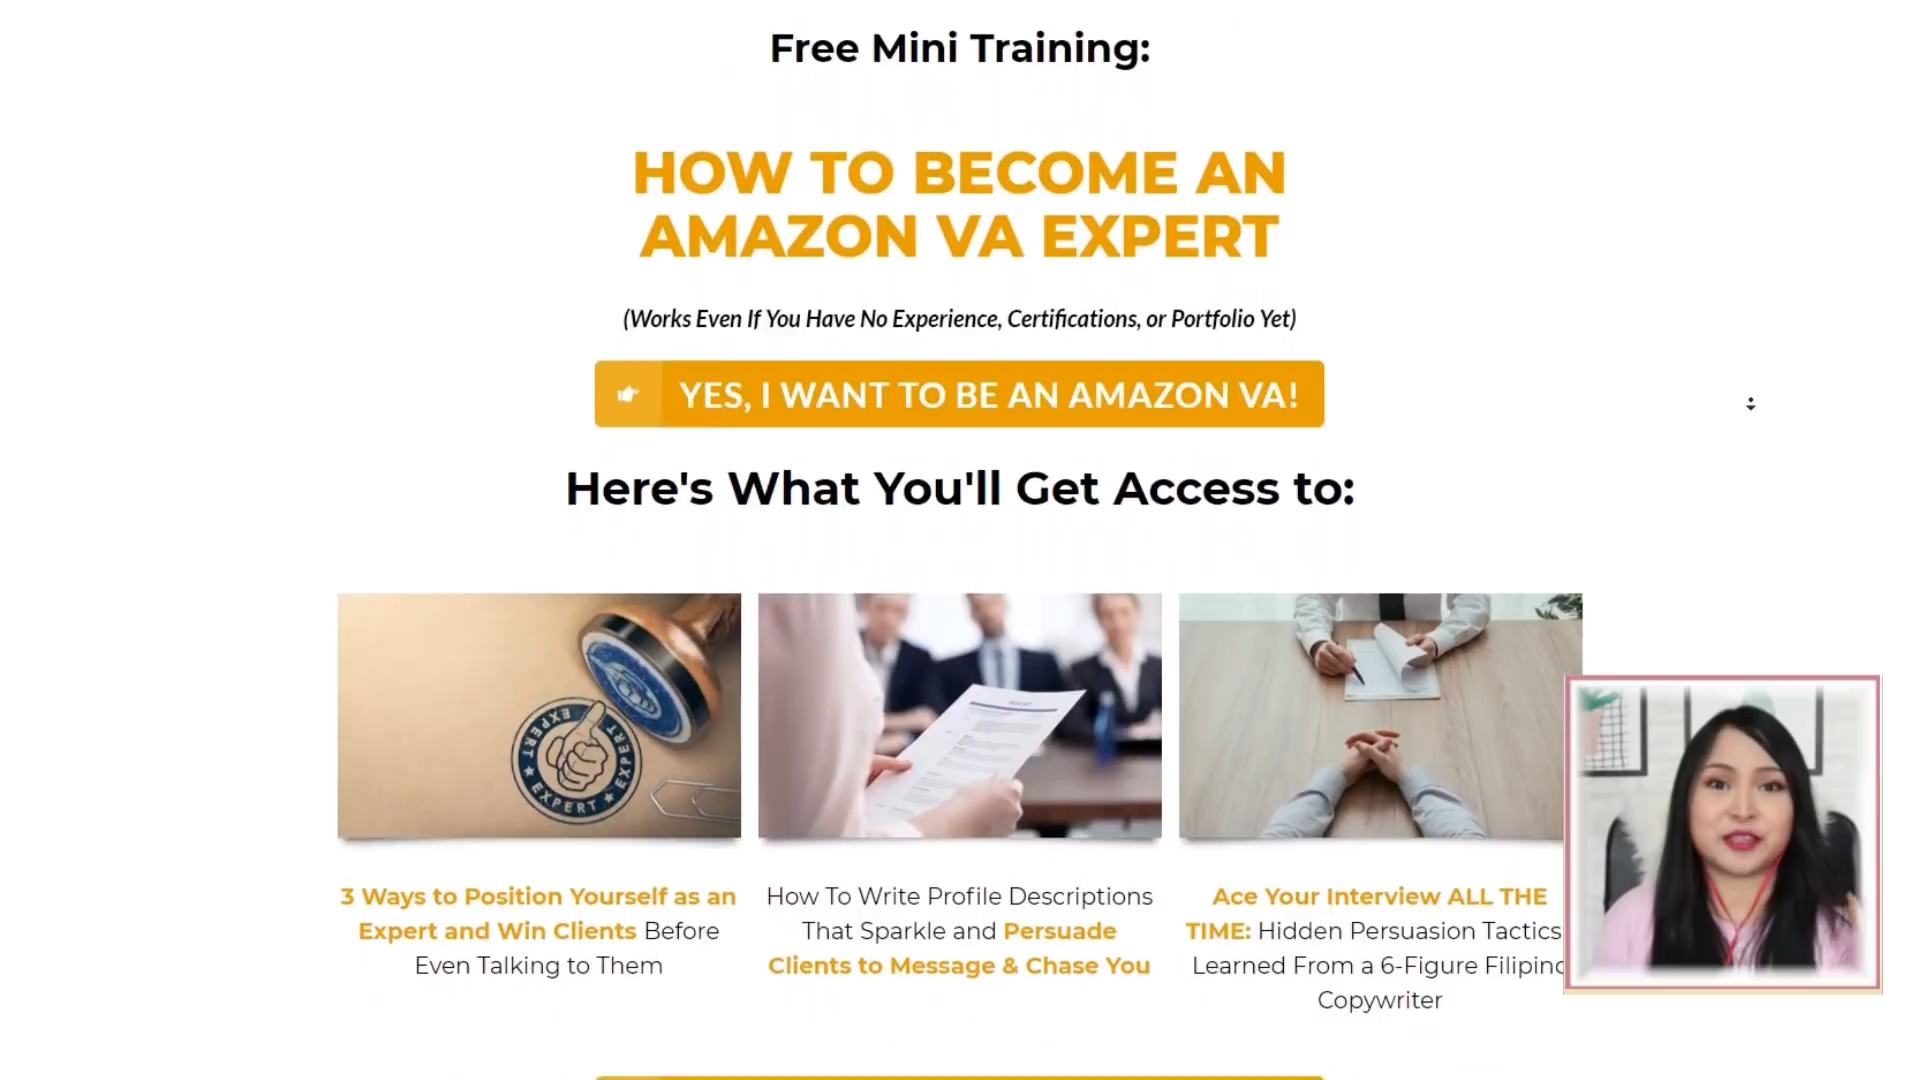 Free Mini Training:
HOW TO BECOME AN
AMAZON VA EXPERT
(Works Even If You Have No Experience, Certifications, or Portfolio Yet)
YES, I WANT TO BE AN AMAZON VA!
Here's What You'll Get Access to:
EXPERT ★ EXPERT ★ EXPERT
3 Ways to Position Yourself as an
Expert and Win Clients Before
Even Talking to Them
How To Write Profile Descriptions
That Sparkle and Persuade
Clients to Message & Chase You
Ace Your Interview ALL THE
TIME: Hidden Persuasion Tactics
Learned From a 6-Figure Filipino
Copywriter